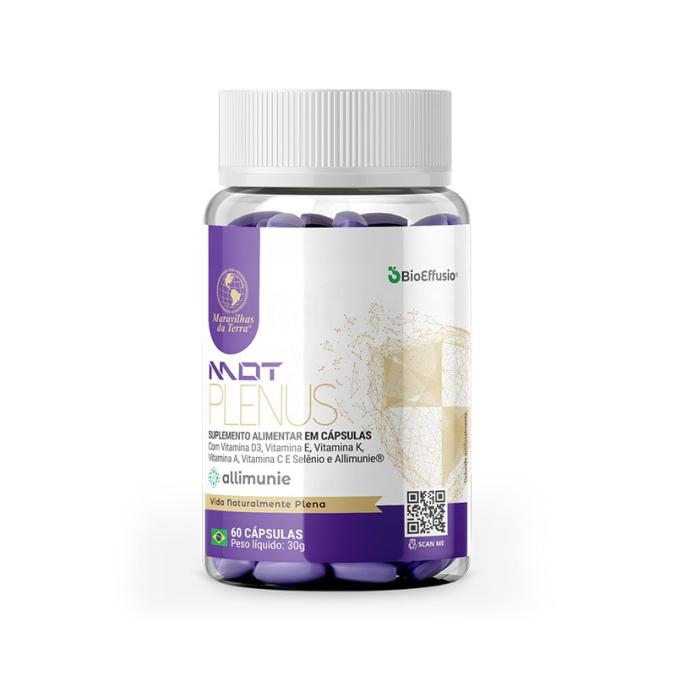 Maravilhas
da Terra®
BioEffusio®
MDT
PLENUS
SUPLEMENTO ALIMENTAR EM CÁPSULAS
Com Vitamina D3, Vitamina E, Vitamina K,
Vitamina A, Vitamina C E Selênio e Allimunie®
allimunie
Vida Naturalmente Plena
60 CÁPSULAS
Peso líquido: 30g
SCAN ME